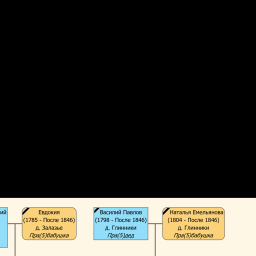 ий
Евдокия
(1785 - После 1846)
д. Залазье
Пра(5)бабушка
Василий Павлов
(1798 - После 1846)
д. Глинники
Пра(5)дед
Наталья Емельянова
(1804 - После 1846)
д. Глинники
Пра(5)бабушка